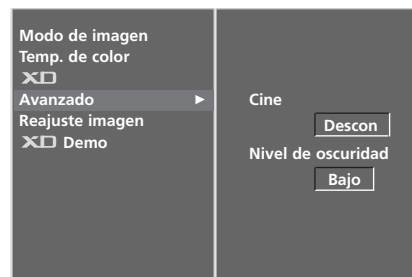 Modo de imagen
Temp. de color
XD
Avanzado ►
Reajuste imagen
XD Demo
Cine
Descon
Nivel de oscuridad
Bajo